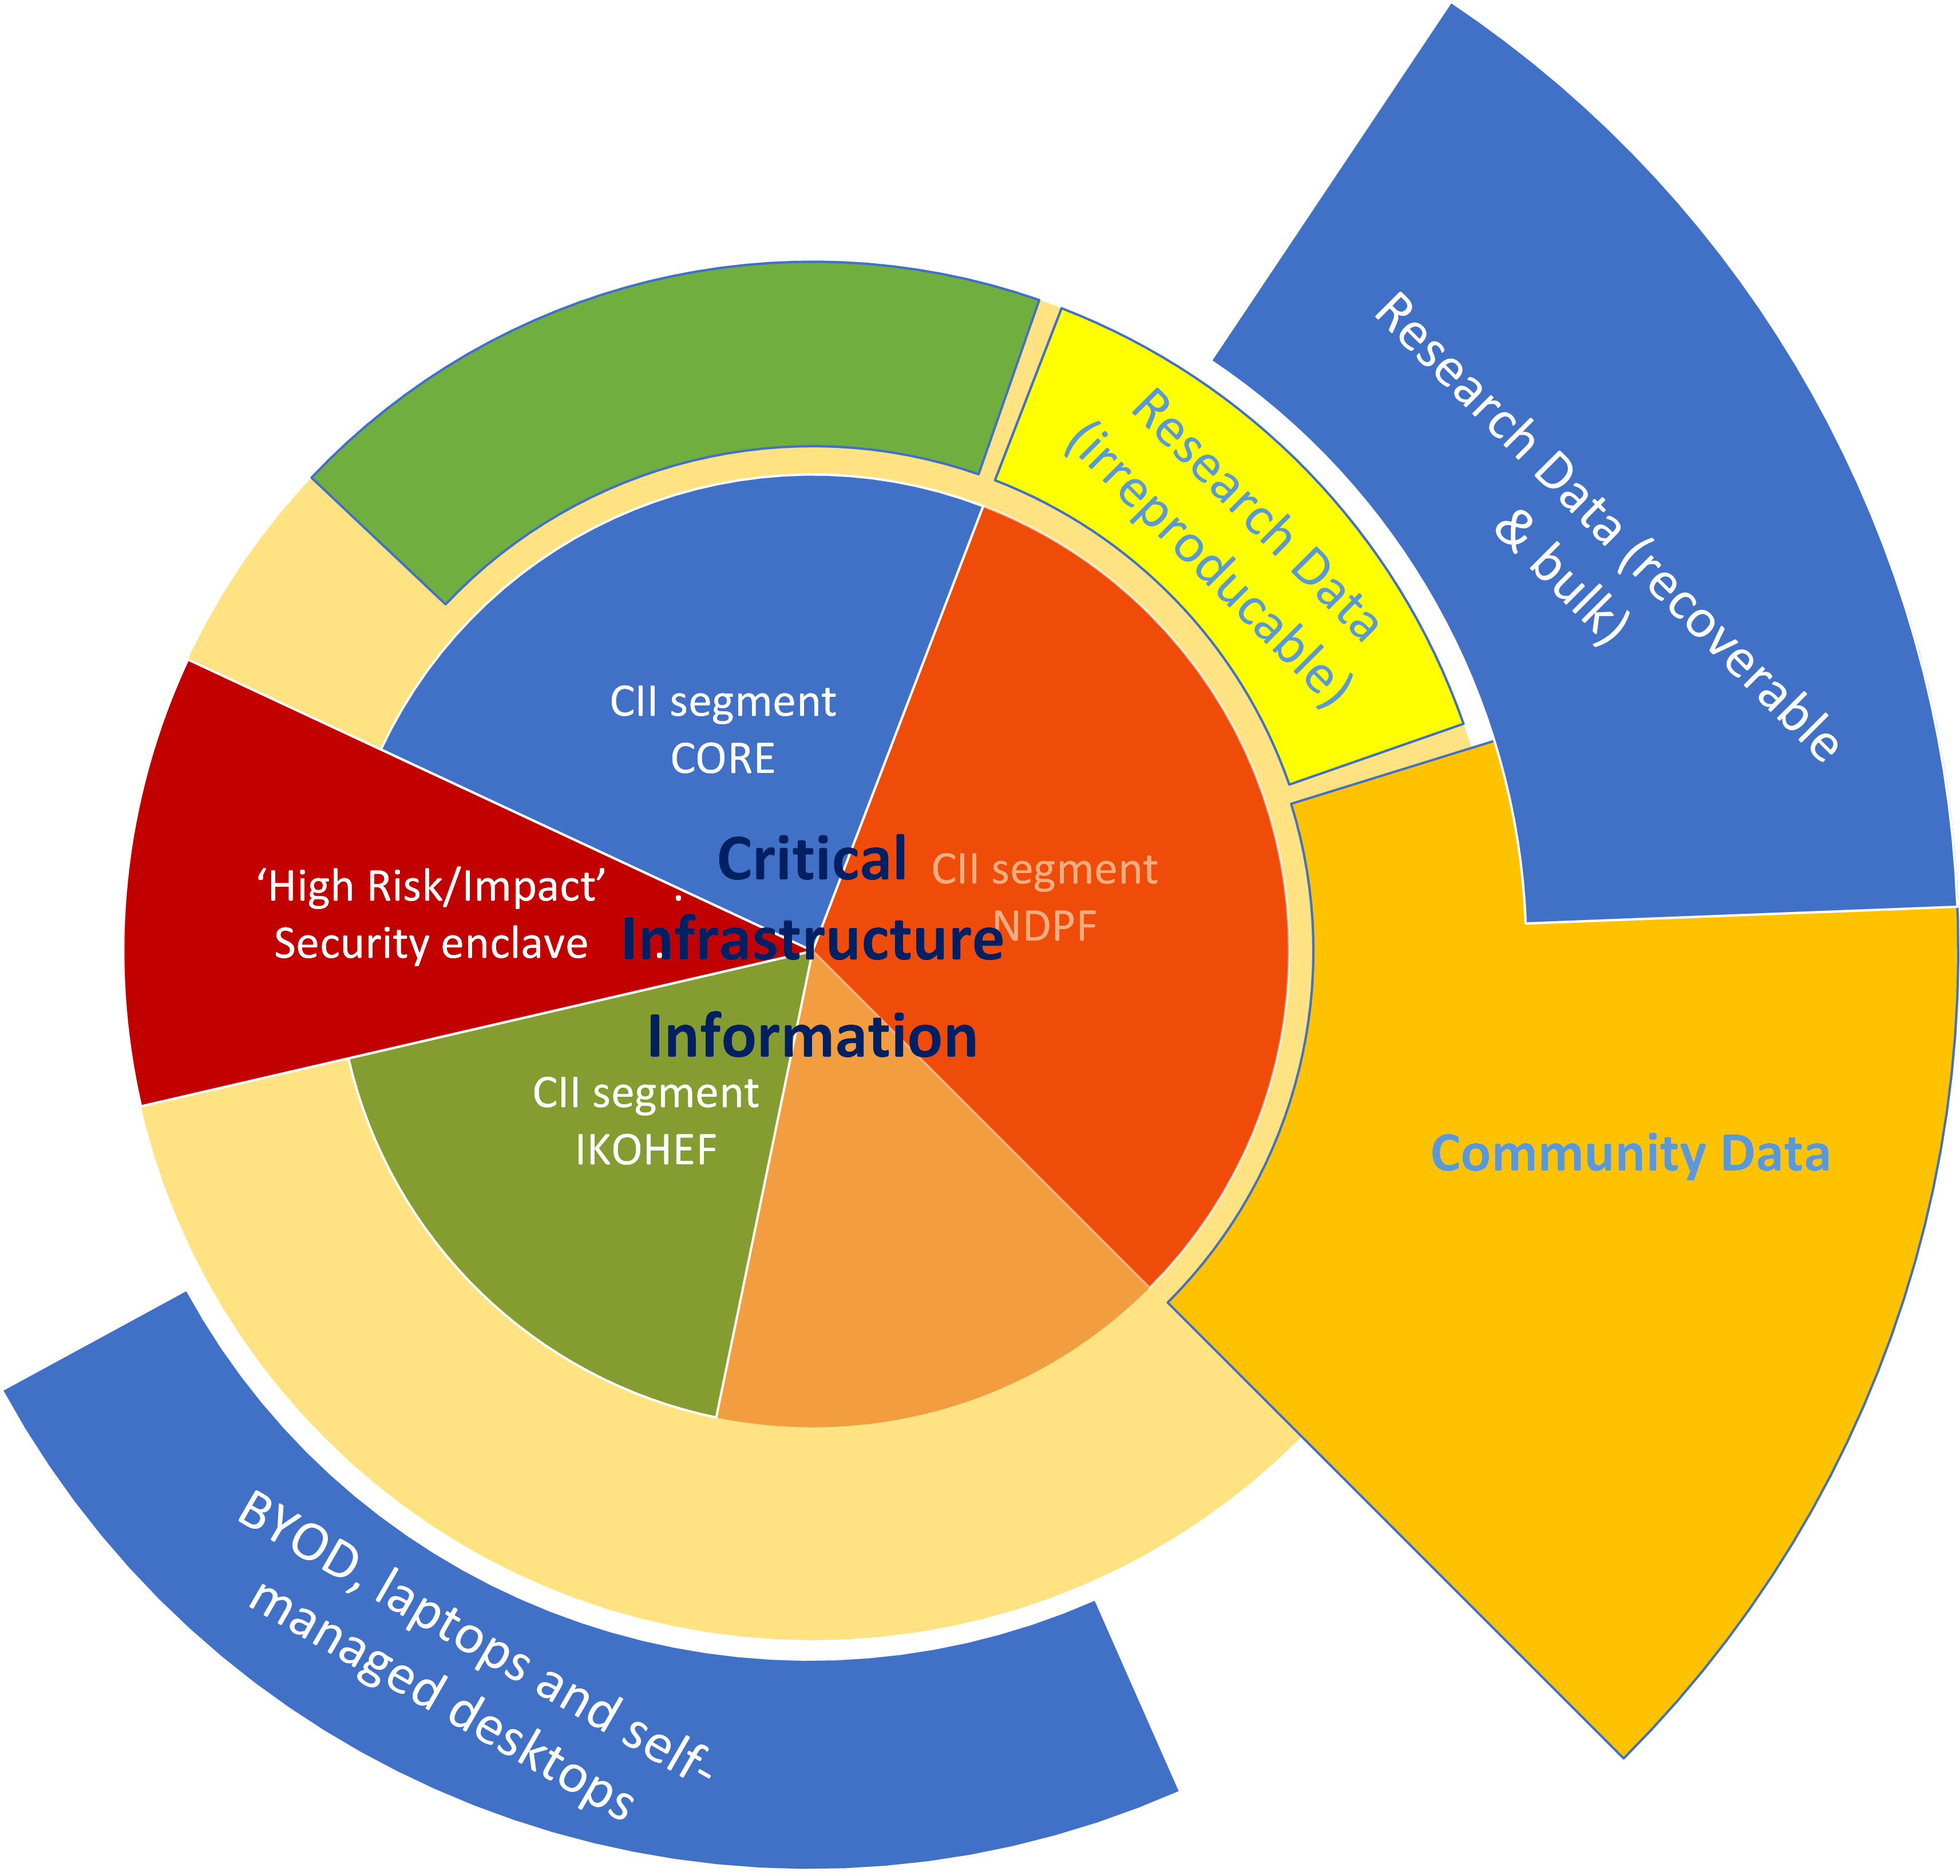 Research Data (recoverable
& bulk)
Research Data
(irreproducable)
CII segment
CORE
Critical
Infrastructure
Information
CII segment
NDPF
‘High Risk/Impact’ .
Security enclave .
CII segment
IKOHEF
Community Data
BYOD, laptops and self-
managed desktops